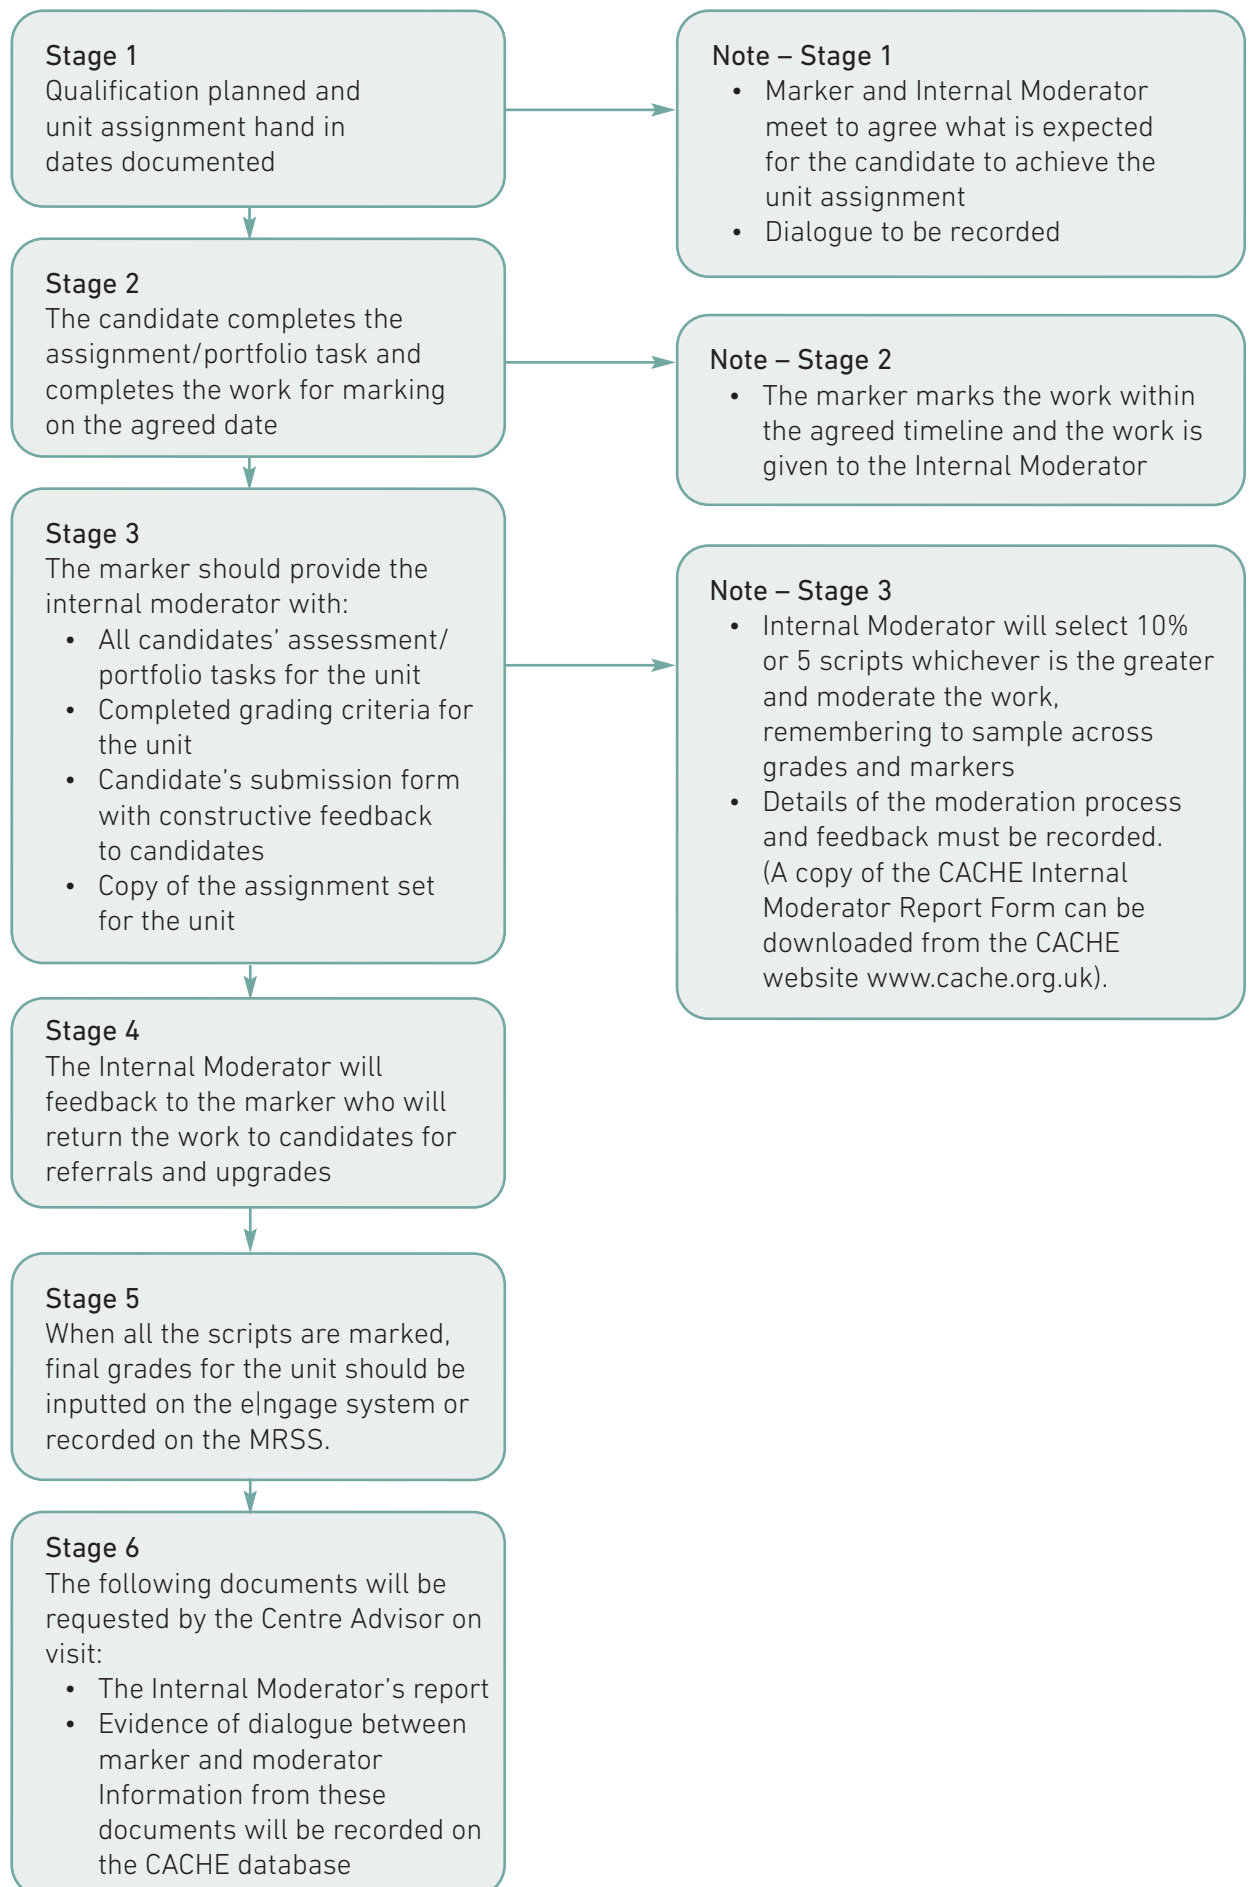 Stage 1
Qualification planned and
unit assignment hand in
dates documented
Note – Stage 1
• Marker and Internal Moderator
meet to agree what is expected
for the candidate to achieve the
unit assignment
• Dialogue to be recorded
Stage 2
The candidate completes the
assignment/portfolio task and
completes the work for marking
on the agreed date
Note – Stage 2
• The marker marks the work within
the agreed timeline and the work is
given to the Internal Moderator
Stage 3
The marker should provide the
internal moderator with:
• All candidates’ assessment/
portfolio tasks for the unit
• Completed grading criteria for
the unit
• Candidate’s submission form
with constructive feedback
to candidates
• Copy of the assignment set
for the unit
Note – Stage 3
• Internal Moderator will select 10%
or 5 scripts whichever is the greater
and moderate the work,
remembering to sample across
grades and markers
• Details of the moderation process
and feedback must be recorded.
(A copy of the CACHE Internal
Moderator Report Form can be
downloaded from the CACHE
website www.cache.org.uk).
Stage 4
The Internal Moderator will
feedback to the marker who will
return the work to candidates for
referrals and upgrades
Stage 5
When all the scripts are marked,
final grades for the unit should be
inputted on the e|ngage system or
recorded on the MRSS.
Stage 6
The following documents will be
requested by the Centre Advisor on
visit:
• The Internal Moderator’s report
• Evidence of dialogue between
marker and moderator
Information from these
documents will be recorded on
the CACHE database